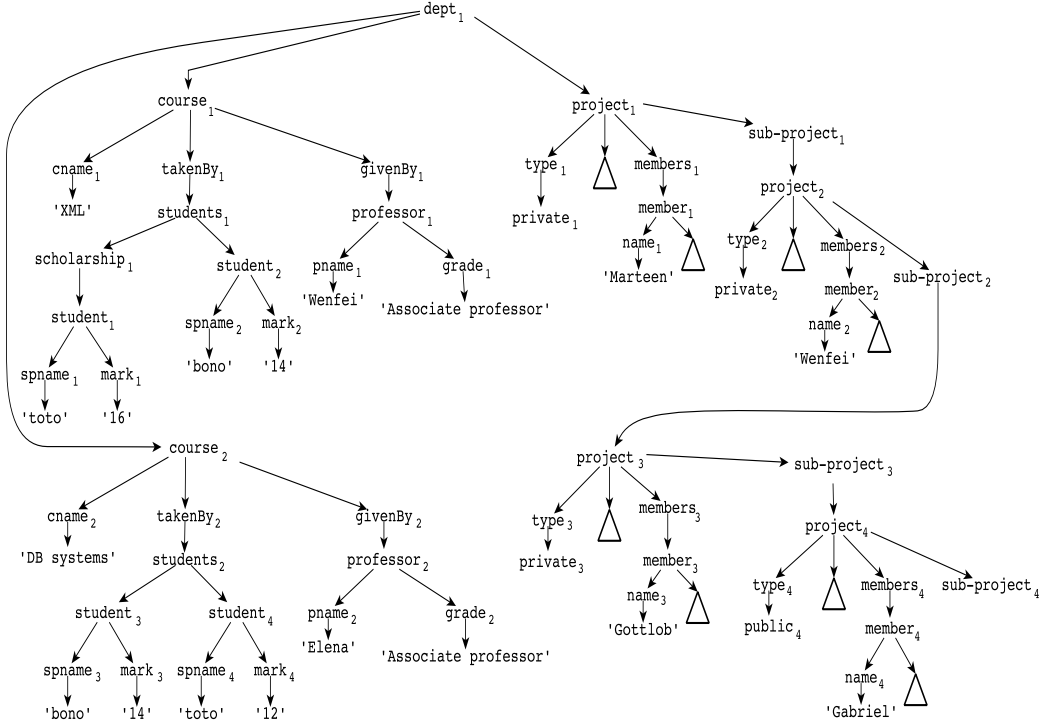 dept1
course1
project1
sub-project1
cname1 takenBy1 givenBy1
type1 members1
'XML'
project2
students1 professor1
private1 member1
scholarship1 student2
pname1 grade1
name1
type2 members2
'Marteen'
sub-project2
'Wenfei' 'Associate professor'
private2 member2
student1
spname2 mark2
name2
'bono' '14'
'Wenfei'
spname1 mark1
'toto' '16'
course2
project3
sub-project3
cname2 takenBy2 givenBy2
type3 members3
project4
'DB systems'
students2 professor2
private3 member3
type4 members4 sub-project4
student3 student4
pname2 grade2
name3
public4 member4
'Gottlob'
'Elena' 'Associate professor'
spname3 mark3 spname4 mark4
name4
'bono' '14' 'toto' '12'
'Gabriel'